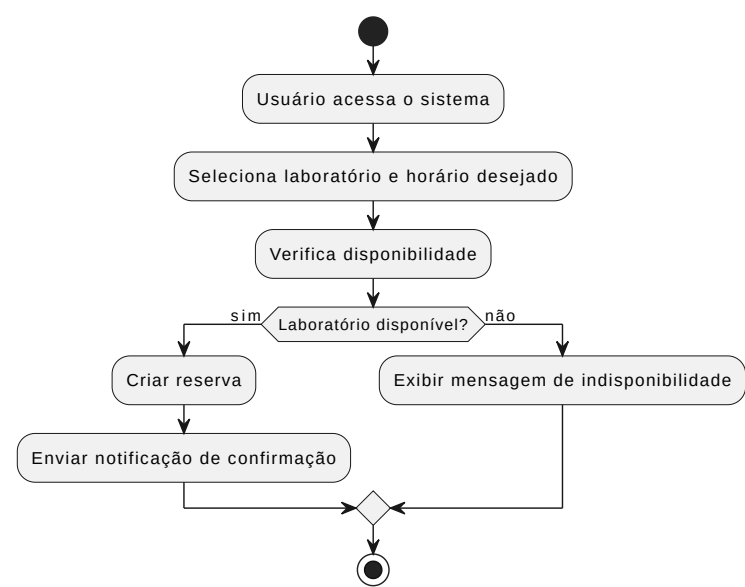 Usuário acessa o sistema
Seleciona laboratório e horário desejado
Verifica disponibilidade
sim
Laboratório disponível?
não
Criar reserva
Exibir mensagem de indisponibilidade
Enviar notificação de confirmação